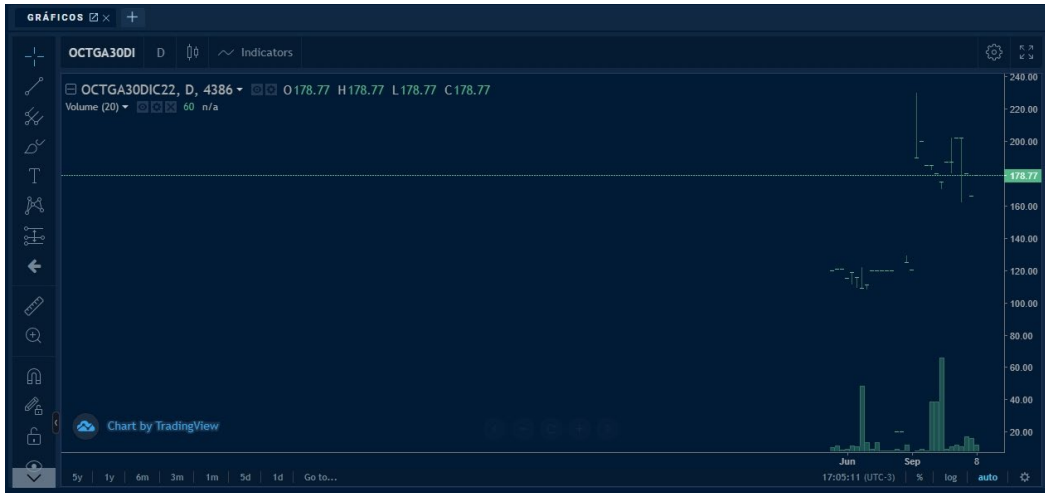 GRÁFICOS
OCTGA30DI D Indicators
OCTGA30DIC22, D, 4386 O178.77 H178.77 L178.77 C178.77
Volume (20) 60 n/a
240.00
220.00
200.00
178.77
160.00
140.00
120.00
100.00
80.00
60.00
40.00
20.00
Chart by TradingView
Jun Sep 8
5y 1y 6m 3m 1m 5d 1d Go to... 17:05:11 (UTC-3) % log auto